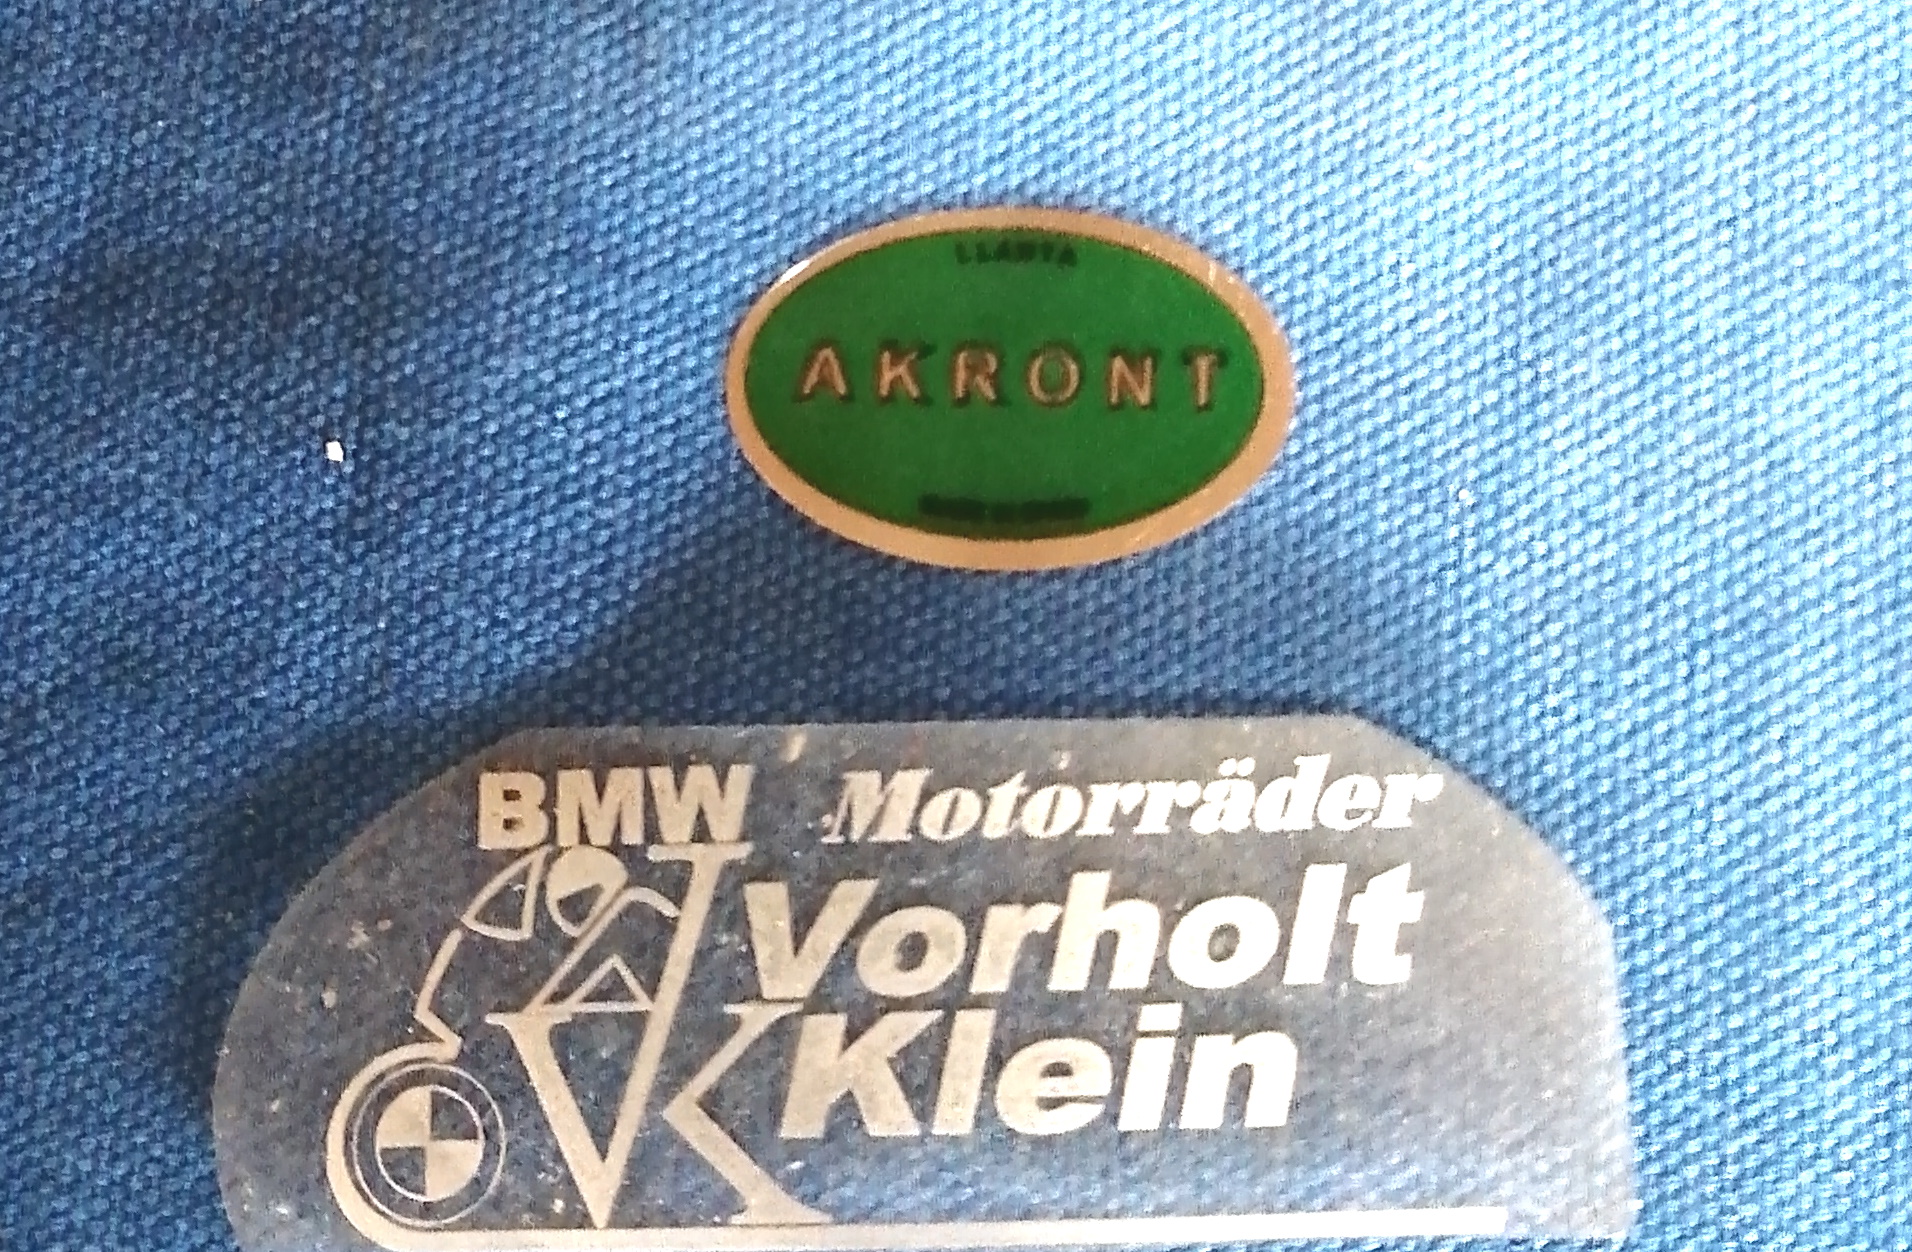 LLANTA
AKRONT
BMW Motorräder
Vorholt
Klein